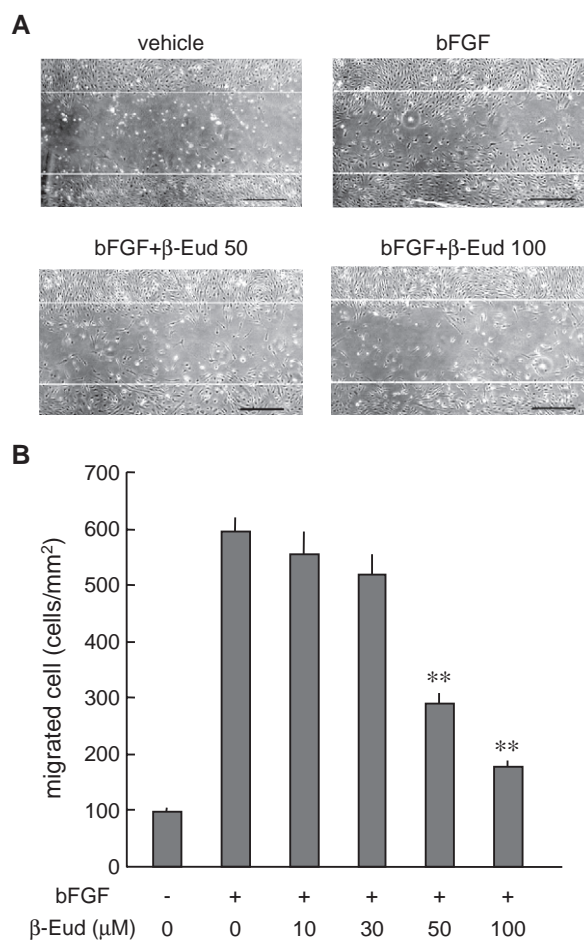 A
vehicle
bFGF
bFGF+β-Eud 50
bFGF+β-Eud 100
B
700
600
500
400
300
200
100
0
migrated cell (cells/mm²)
**
**
bFGF - + + + + +
β-Eud (μM) 0 0 10 30 50 100